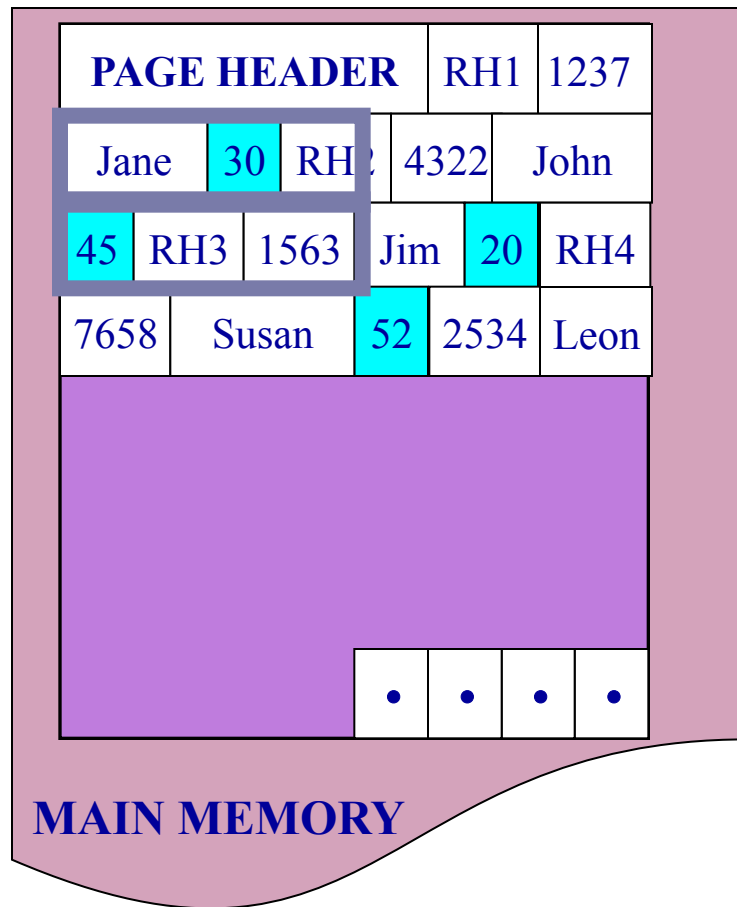 PAGE HEADER RH1 1237
Jane 30 RH2 4322 John
45 RH3 1563 Jim 20 RH4
7658 Susan 52 2534 Leon
MAIN MEMORY